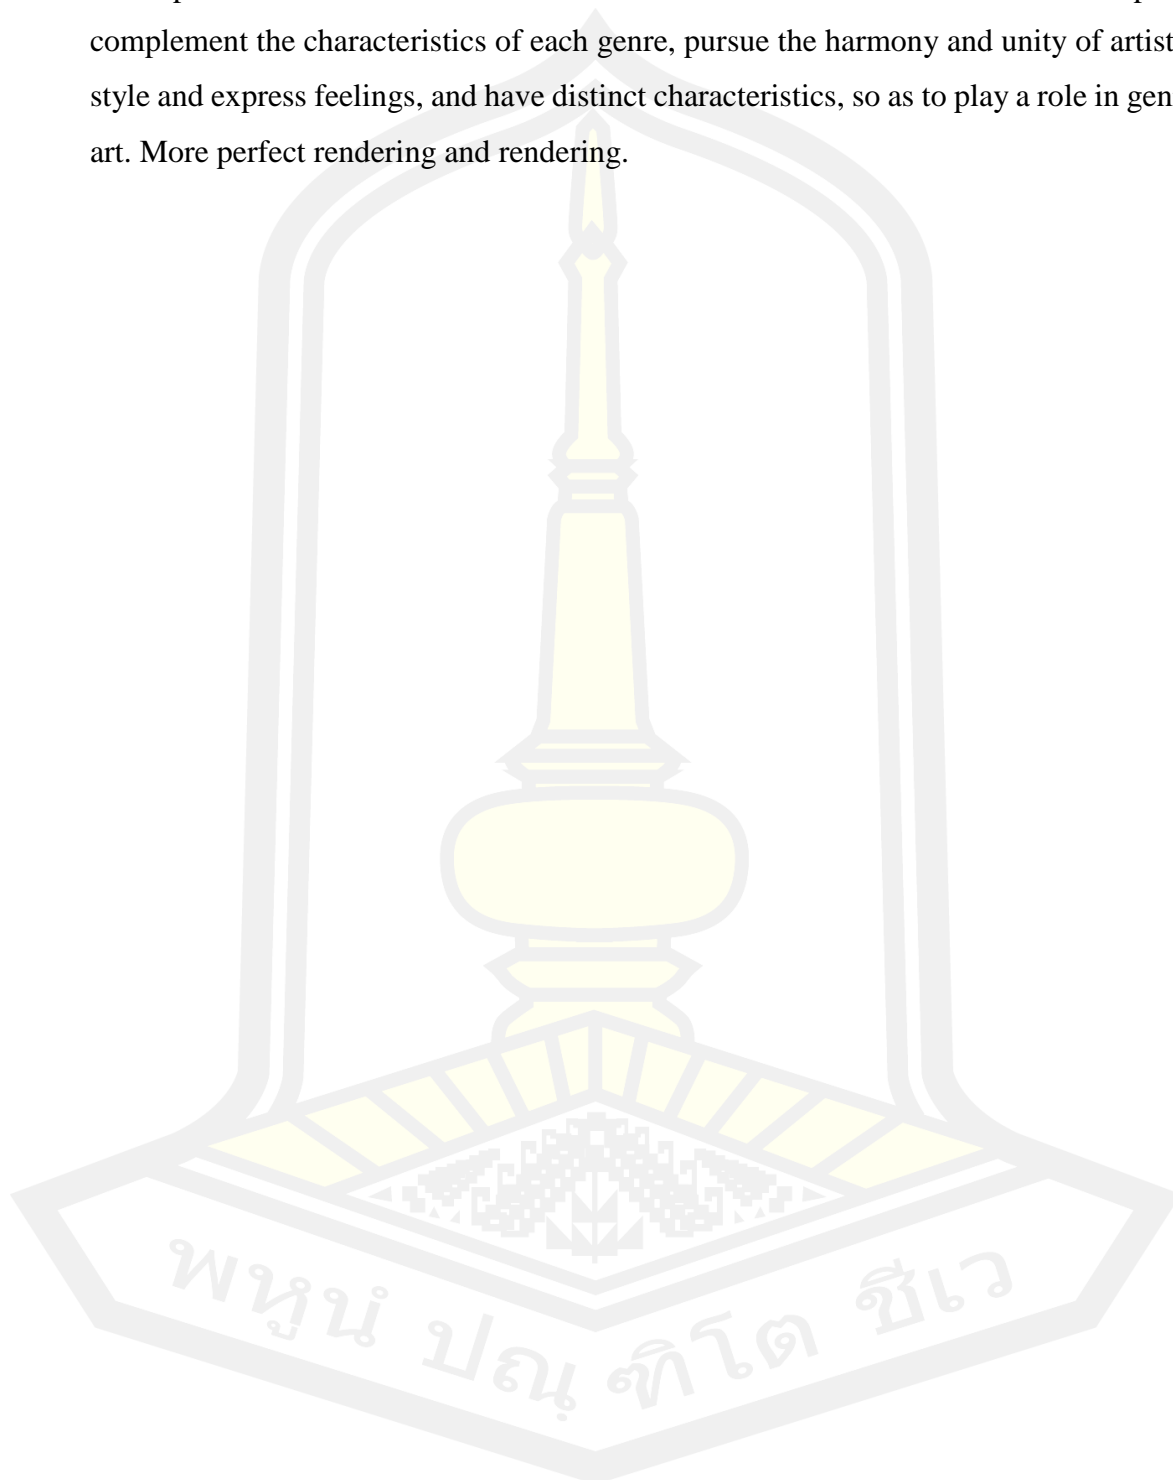 complement the characteristics of each genre, pursue the harmony and unity of artist
style and express feelings, and have distinct characteristics, so as to play a role in gen
art. More perfect rendering and rendering.
พหูนํ ปณฺฑิโต ชีเว